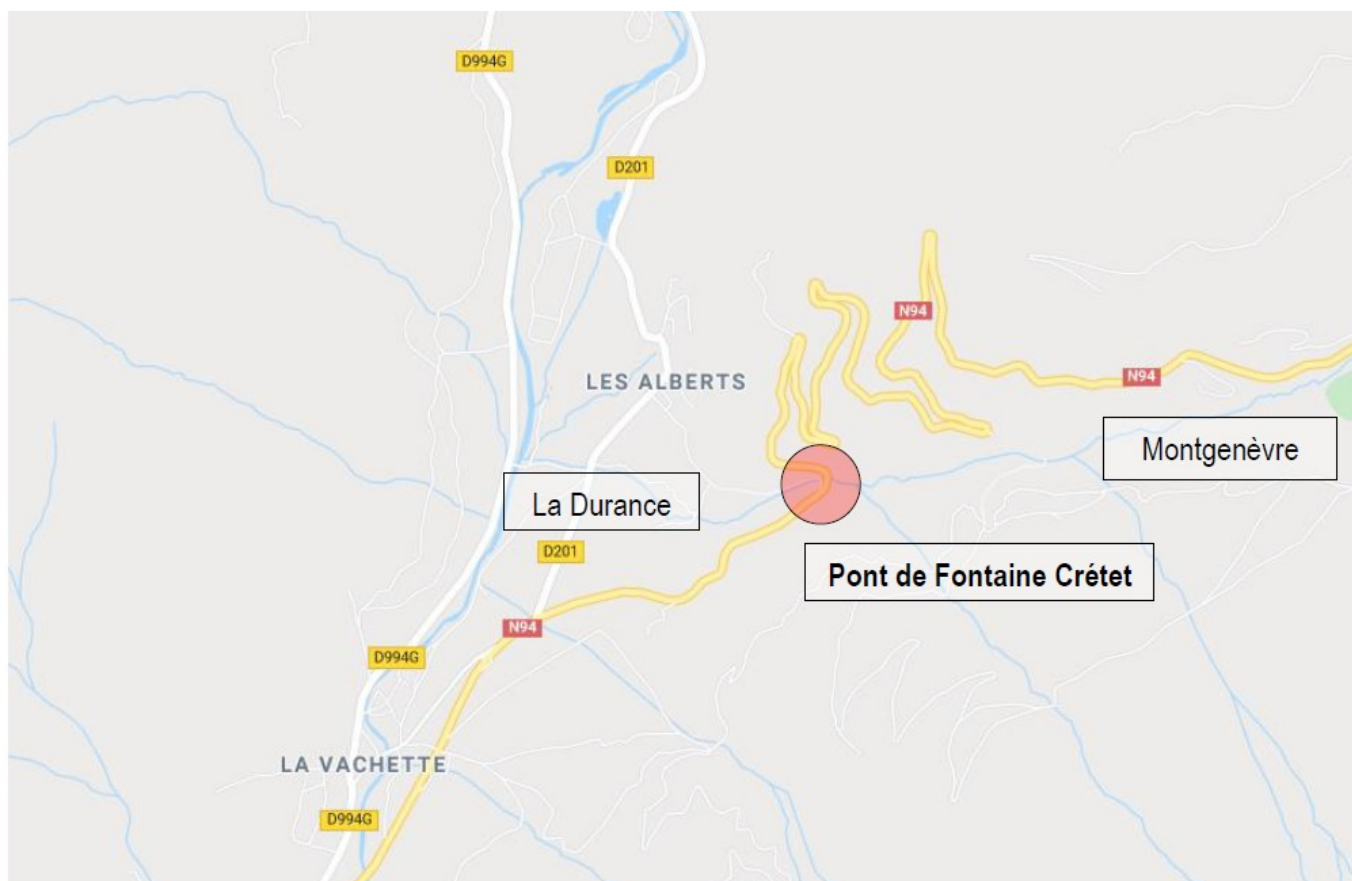 D994G
D201
N94
LES ALBERTS
N94
Montgenèvre
La Durance
D201
Pont de Fontaine Crétet
N94
D994G
LA VACHETTE
D994G